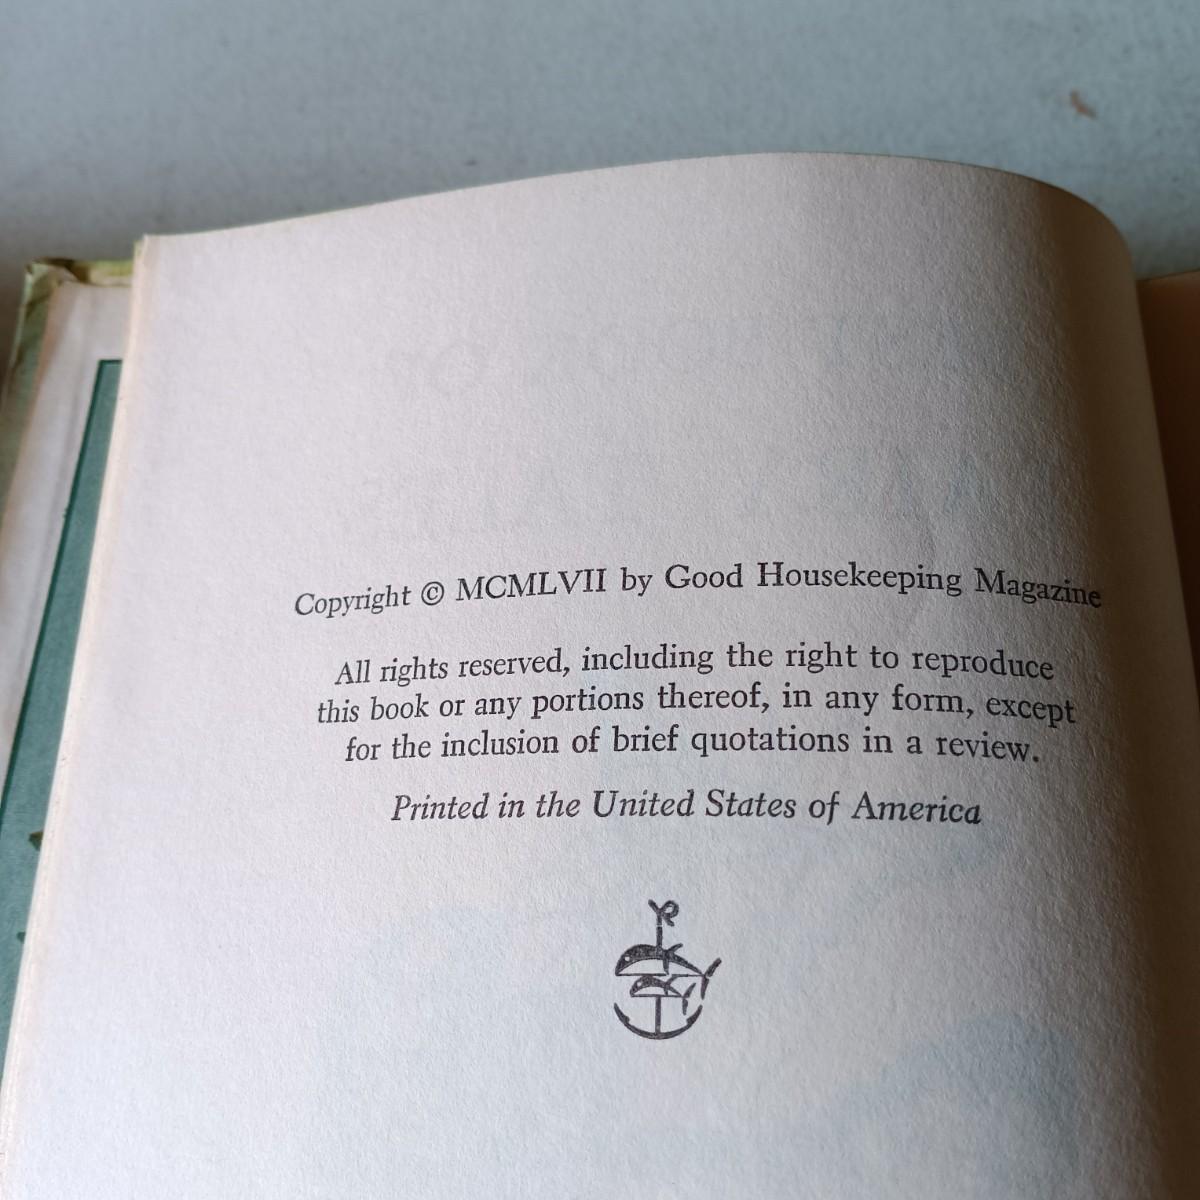 Copyright © MCMLVII by Good Housekeeping Magazine
All rights reserved, including the right to reproduce
this book or any portions thereof, in any form, except
for the inclusion of brief quotations in a review.
Printed in the United States of America